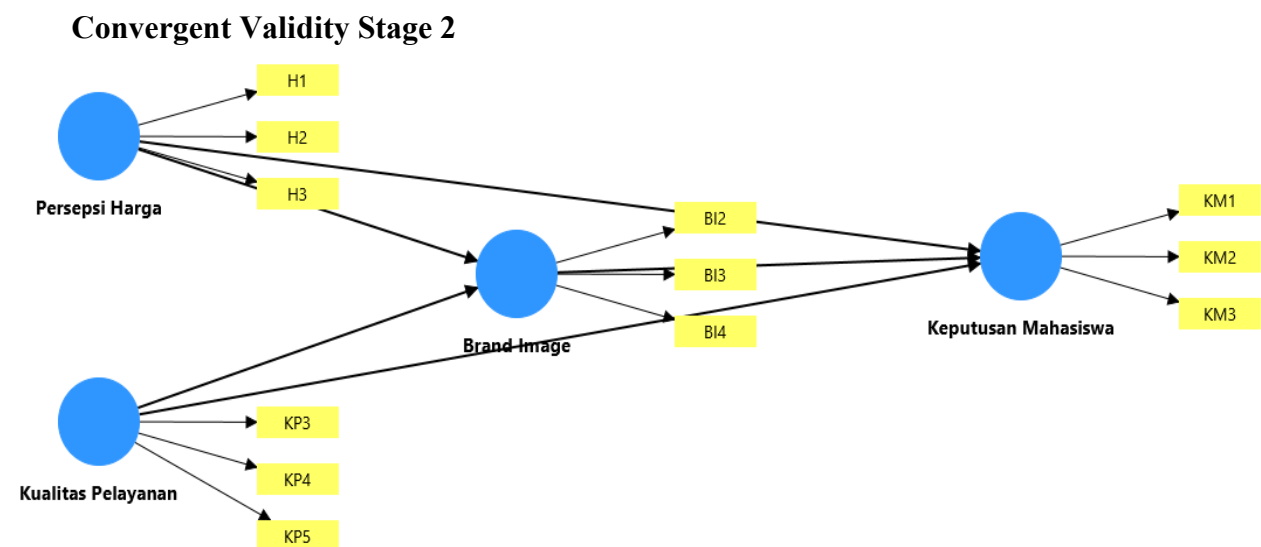 Convergent Validity Stage 2
H1
H2
H3
Persepsi Harga
BI2
BI3
BI4
Brand Image
KM1
KM2
KM3
Keputusan Mahasiswa
KP3
KP4
KP5
Kualitas Pelayanan